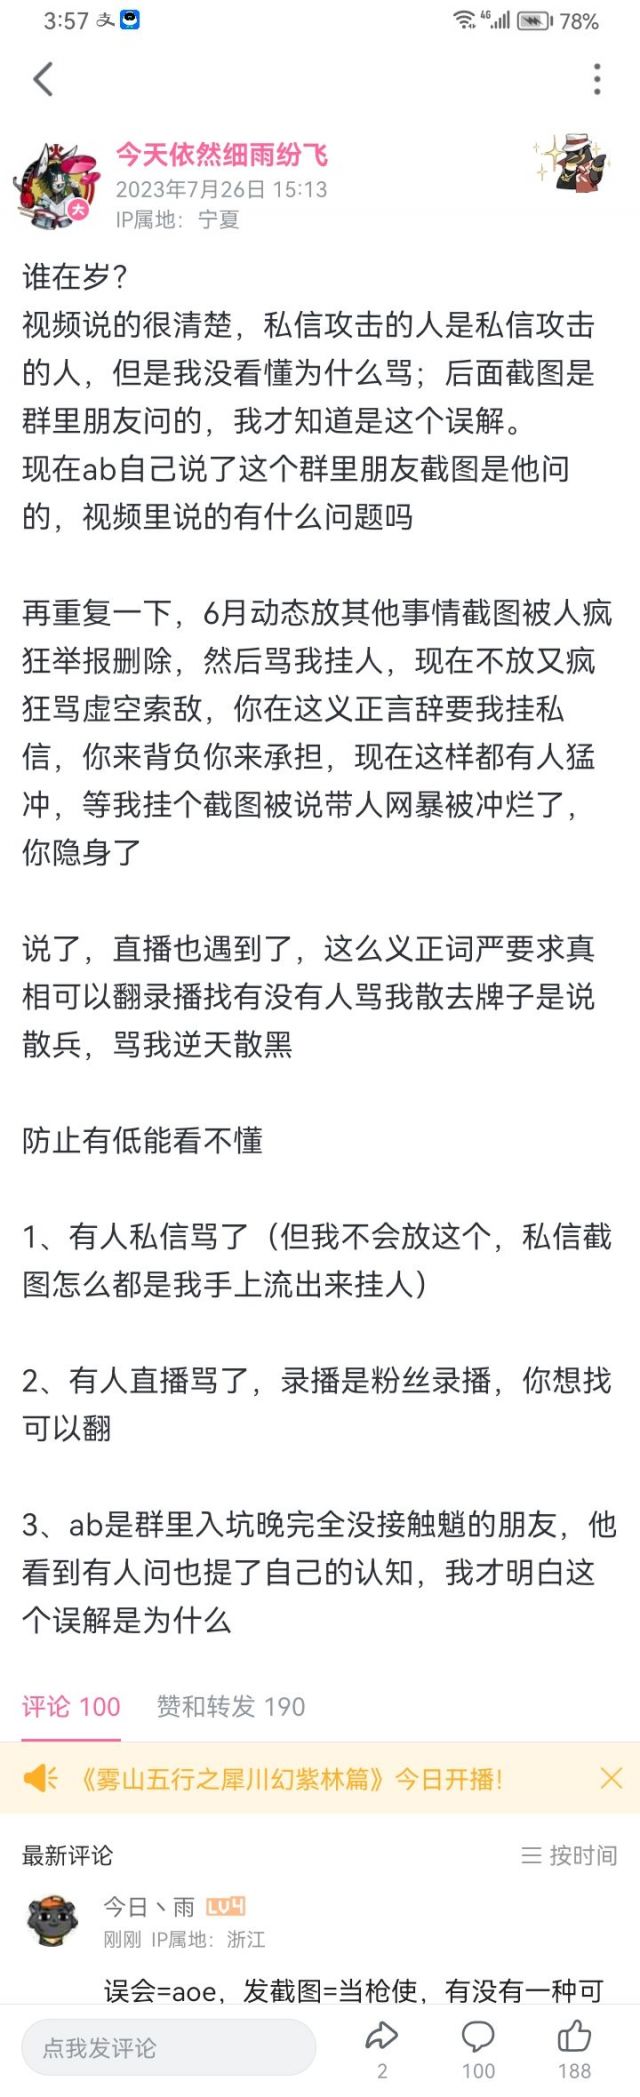 3:57 支
4G 78%
今天依然细雨纷飞
2023年7月26日 15:13
大
IP属地：宁夏
谁在岁？
视频说的很清楚，私信攻击的人是私信攻击
的人，但是我没看懂为什么骂；后面截图是
群里朋友问的，我才知道是这个误解。
现在ab自己说了这个群里朋友截图是他问
的，视频里说的有什么问题吗
再重复一下，6月动态放其他事情截图被人疯
狂举报删除，然后骂我挂人，现在不放又疯
狂骂虚空索敌，你在这义正言辞要我挂私
信，你来背负你来承担，现在这样都有人猛
冲，等我挂个截图被说带人网暴被冲烂了，
你隐身了
说了，直播也遇到了，这么义正词严要求真
相可以翻录播找有没有人骂我散去牌子是说
散兵，骂我逆天散黑
防止有低能看不懂
1、有人私信骂了（但我不会放这个，私信截
图怎么都是我手上流出来挂人）
2、有人直播骂了，录播是粉丝录播，你想找
可以翻
3、ab是群里入坑晚完全没接触魈的朋友，他
看到有人问也提了自己的认知，我才明白这
个误解是为什么
评论 100 赞和转发 190
《雾山五行之犀川幻紫林篇》今日开播！
最新评论 按时间
今日丶雨 LV4
刚刚 IP属地：浙江
误会=aoe，发截图=当枪使，有没有一种可
点我发评论 2 100 188